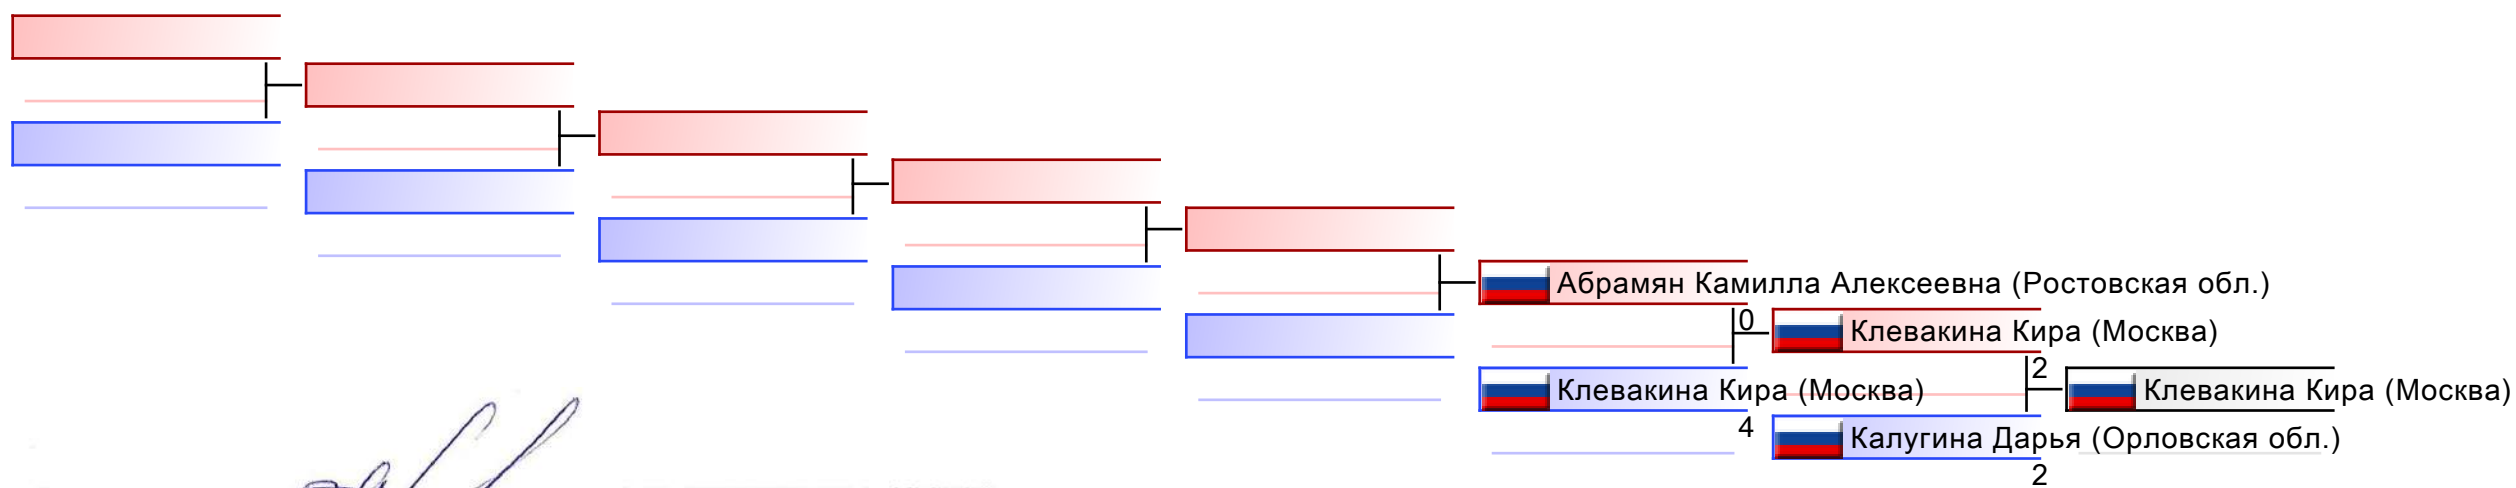 Абрамян Камилла Алексеевна (Ростовская обл.)
0
Клевакина Кира (Москва)
Клевакина Кира (Москва)
4
2
Клевакина Кира (Москва)
Калугина Дарья (Орловская обл.)
2